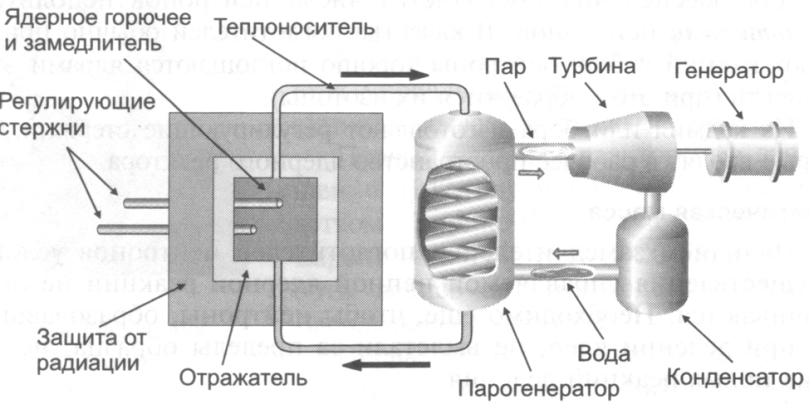 Ядерное горючее
и замедлитель
Теплоноситель
Пар
Турбина
Генератор
Регулирующие
стержни
Защита от
радиации
Отражатель
Парогенератор
Вода
Конденсатор